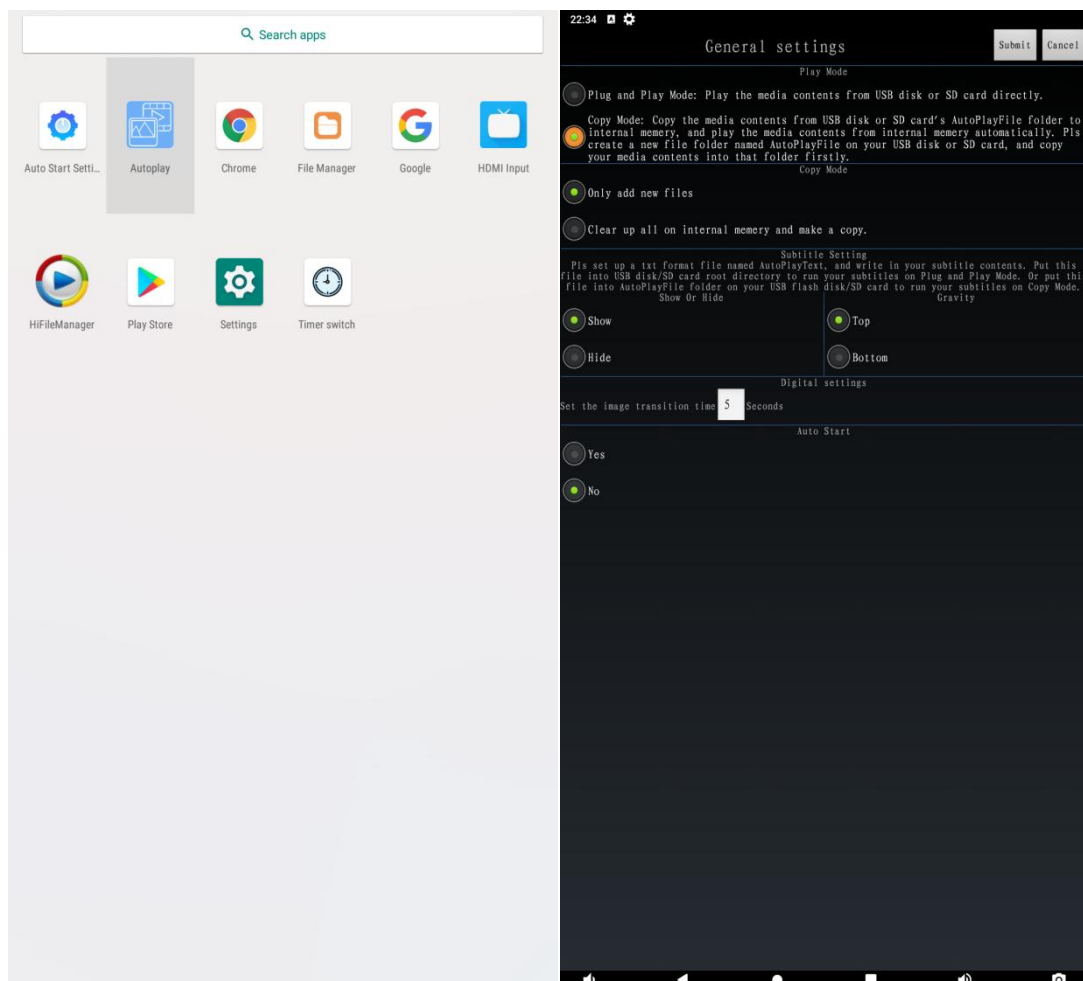 Search apps
Auto Start Setti...
Autoplay
Chrome
File Manager
Google
HDMI Input
HiFileManager
Play Store
Settings
Timer switch
22:34
General settings
Submit
Cancel
Play Mode
Plug and Play Mode: Play the media contents from USB disk or SD card directly.
Copy Mode: Copy the media contents from USB disk or SD card's AutoPlayFile folder to
internal memery, and play the media contents from internal memery automatically. Pls
create a new file folder named AutoPlayFile on your USB disk or SD card, and copy
your media contents into that folder firstly.
Copy Mode
Only add new files
Clear up all on internal memery and make a copy.
Subtitle Setting
Pls set up a txt format file named AutoPlayText, and write in your subtitle contents. Put this
file into USB disk/SD card root directory to run your subtitles on Plug and Play Mode. Or put thi
file into AutoPlayFile folder on your USB flash disk/SD card to run your subtitles on Copy Mode.
Show Or Hide
Gravity
Show
Top
Hide
Bottom
Digital settings
Set the image transition time 5 Seconds
Auto Start
Yes
No